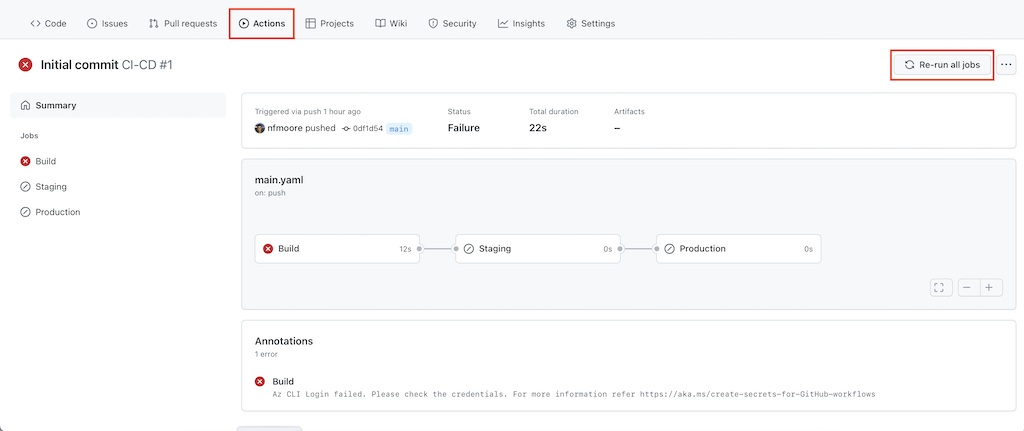 Code Issues Pull requests Actions Projects Wiki Security Insights Settings
Initial commit CI-CD #1
Re-run all jobs
Summary
Jobs
Build
Staging
Production
Triggered via push 1 hour ago
nfmoore pushed 0df1d54 main
Status
Failure
Total duration
22s
Artifacts
–
main.yaml
on: push
Build 12s
Staging 0s
Production 0s
Annotations
1 error
Build
Az CLI Login failed. Please check the credentials. For more information refer https://aka.ms/create-secrets-for-GitHub-workflows